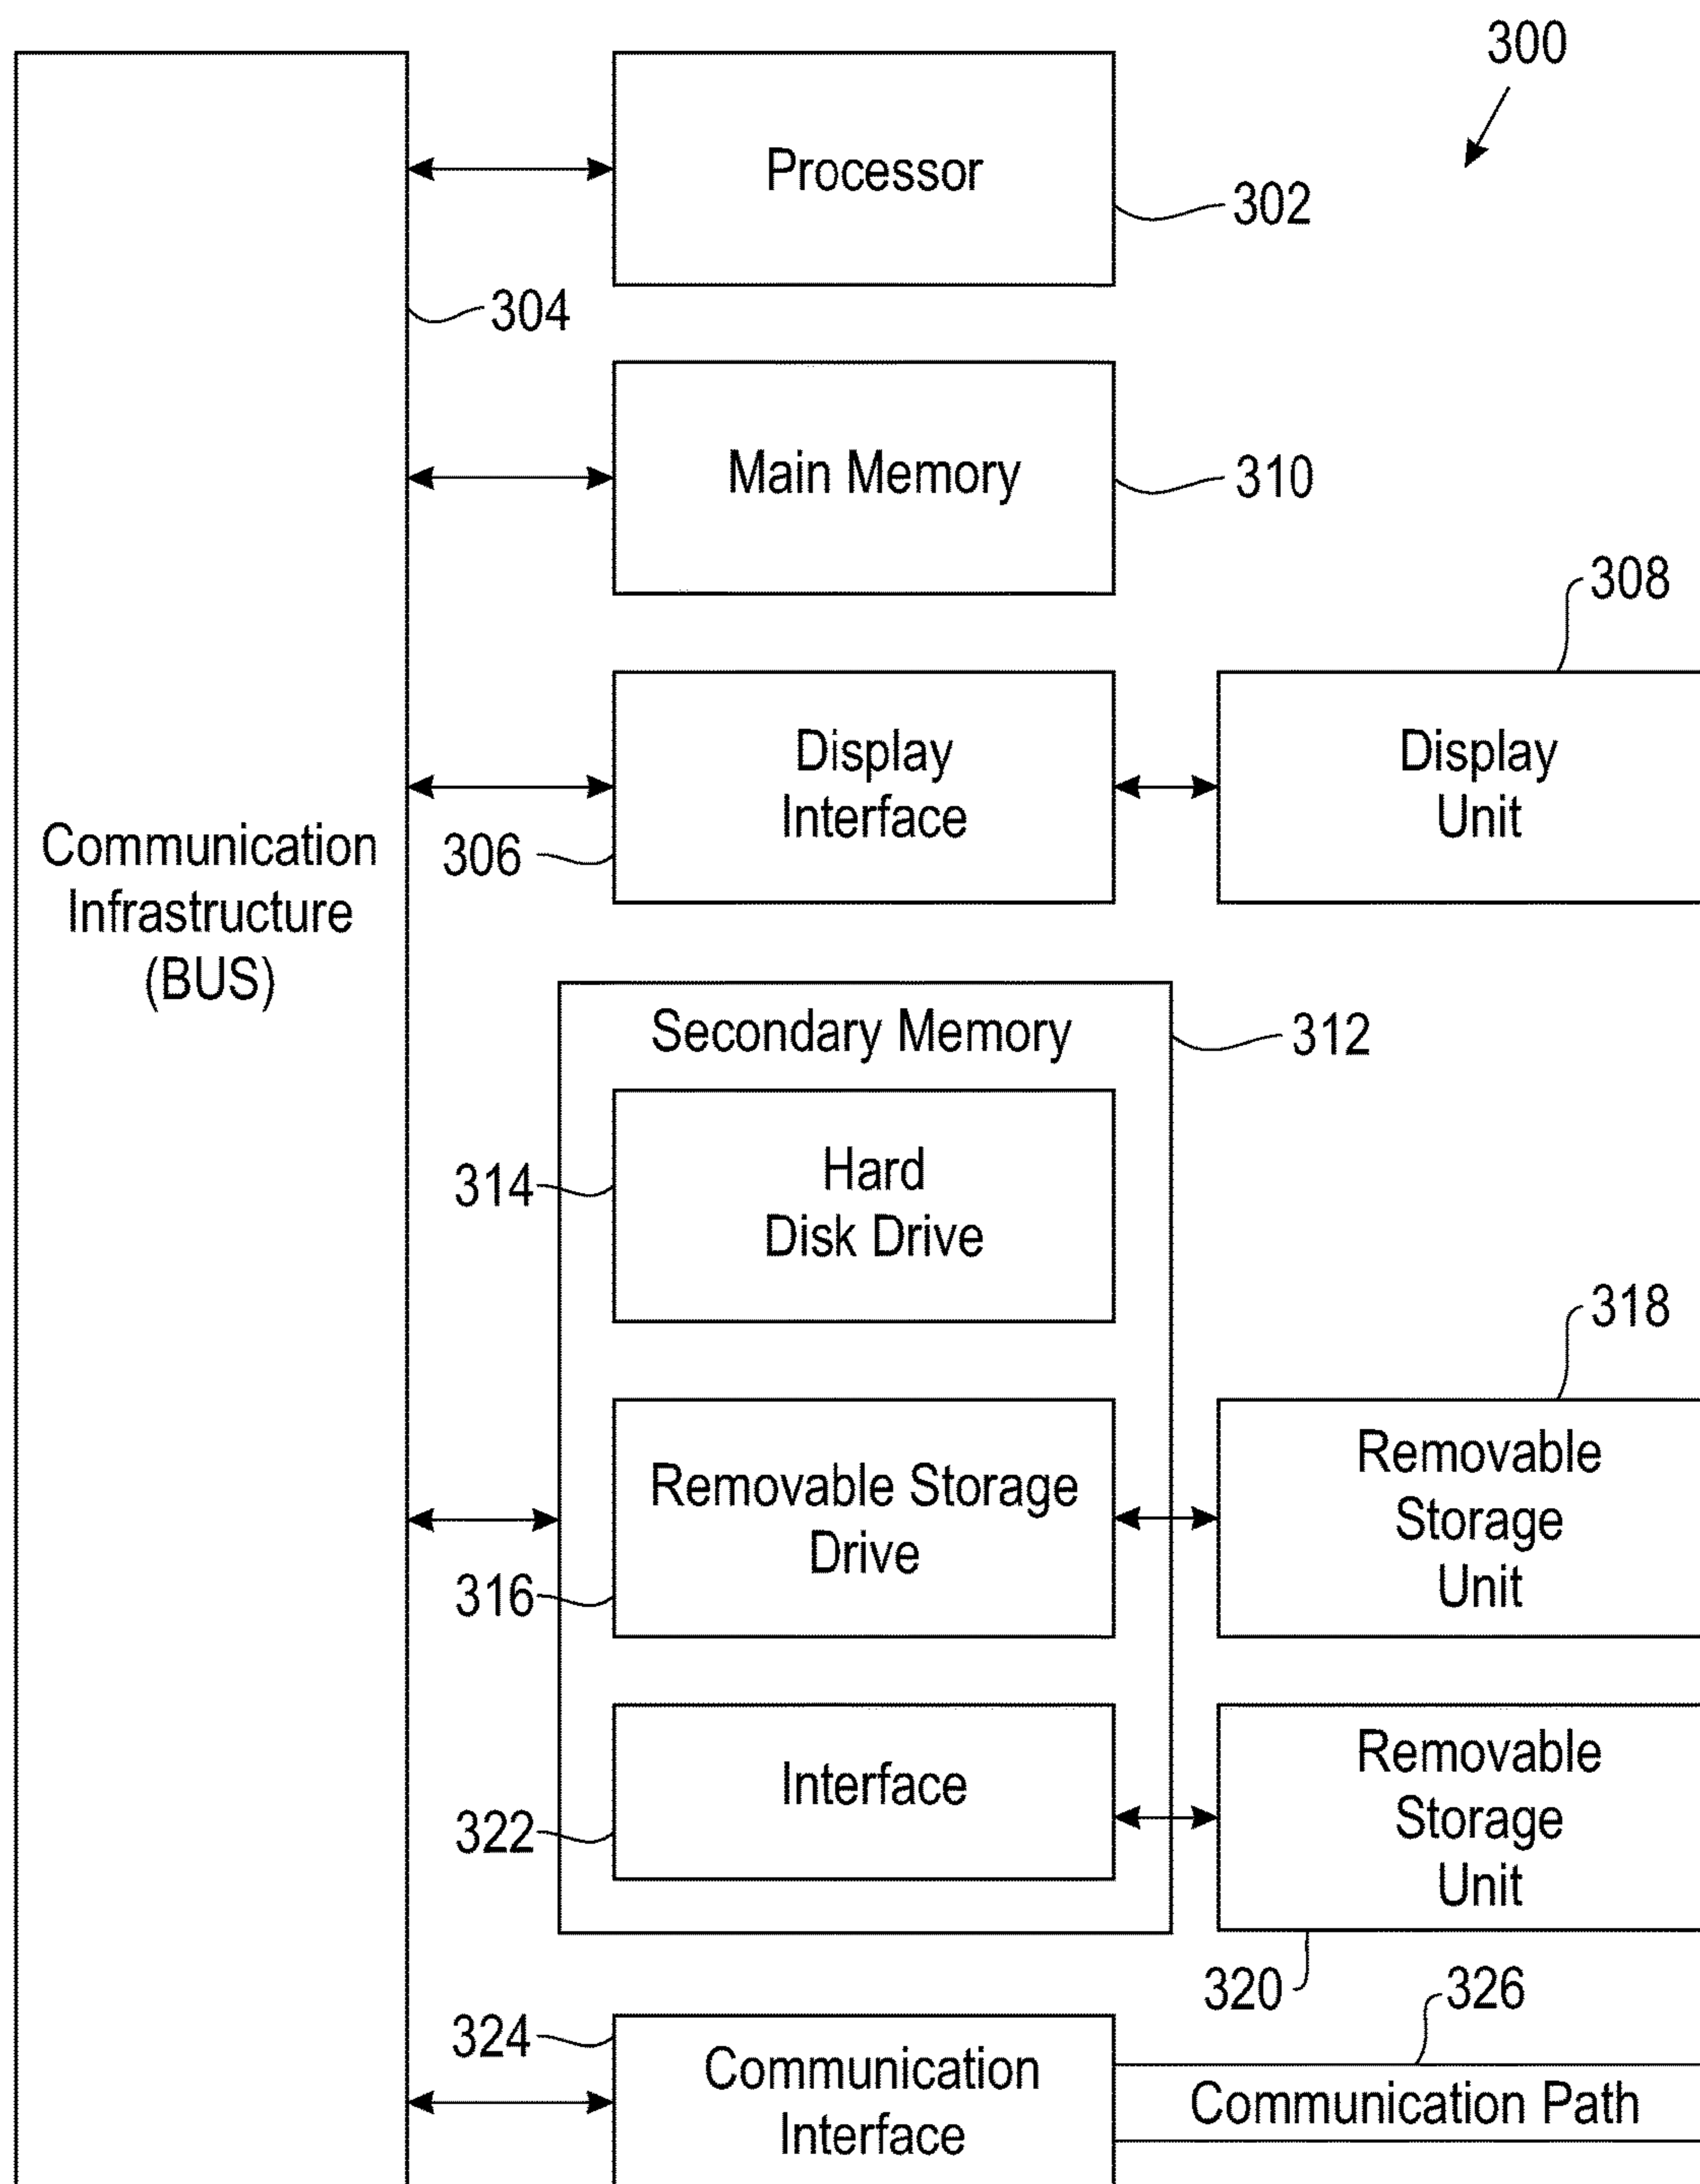 300
Processor
302
304
Main Memory
310
308
Display
Interface
Display
Unit
306
Communication
Infrastructure
(BUS)
Secondary Memory
312
Hard
Disk Drive
314
318
Removable Storage
Drive
316
Removable
Storage
Unit
Interface
322
Removable
Storage
Unit
320
326
324
Communication
Interface
Communication Path